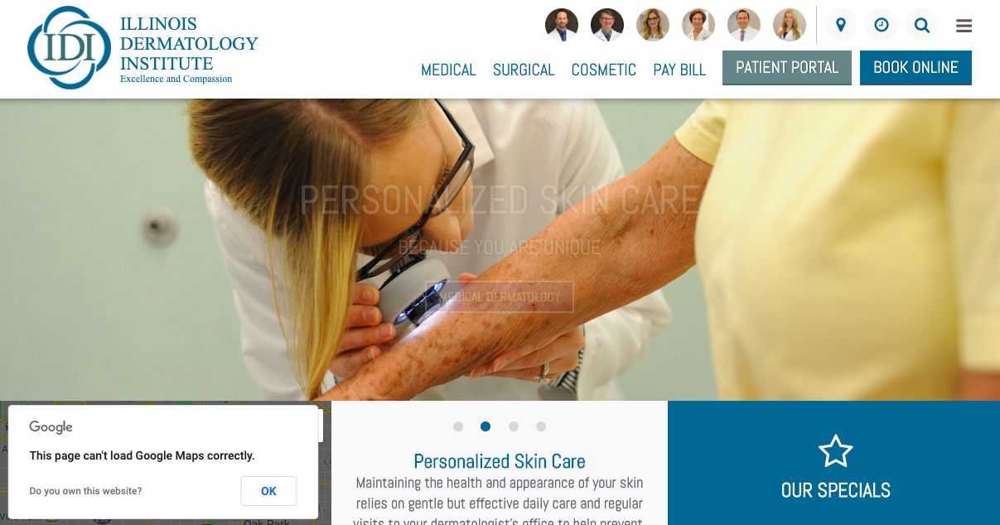 IDI
ILLINOIS
DERMATOLOGY
INSTITUTE
Excellence and Compassion
MEDICAL SURGICAL COSMETIC PAY BILL PATIENT PORTAL BOOK ONLINE
PERSONALIZED SKIN CARE
BECAUSE YOU ARE UNIQUE
MEDICAL DERMATOLOGY
Google
This page can't load Google Maps correctly.
Do you own this website? OK
Oak Park
Personalized Skin Care
Maintaining the health and appearance of your skin
relies on gentle but effective daily care and regular
visits to your dermatologist's office to help prevent
OUR SPECIALS